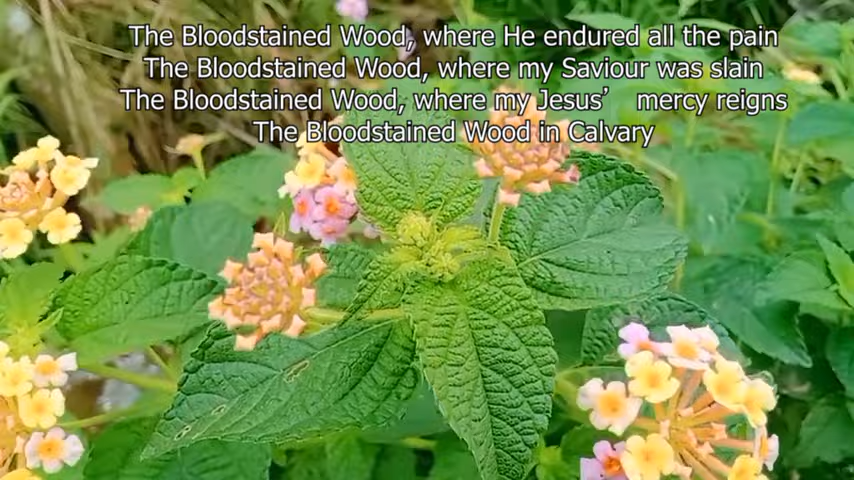 The Bloodstained Wood, where He endured all the pain
The Bloodstained Wood, where my Saviour was slain
The Bloodstained Wood, where my Jesus’ mercy reigns
The Bloodstained Wood in Calvary